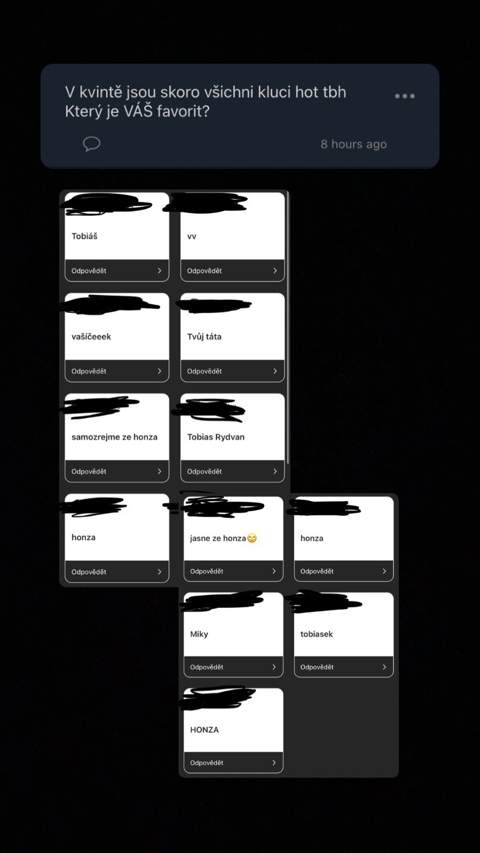 V kvintě jsou skoro všichni kluci hot tbh
Který je VÁŠ favorit?
8 hours ago
Tobiáš
Odpovědět
vv
Odpovědět
vašíčeeek
Odpovědět
Tvůj táta
Odpovědět
samozrejme ze honza
Odpovědět
Tobias Rydvan
Odpovědět
honza
Odpovědět
jasne ze honza😆
Odpovědět
honza
Odpovědět
Miky
Odpovědět
tobiasek
Odpovědět
HONZA
Odpovědět